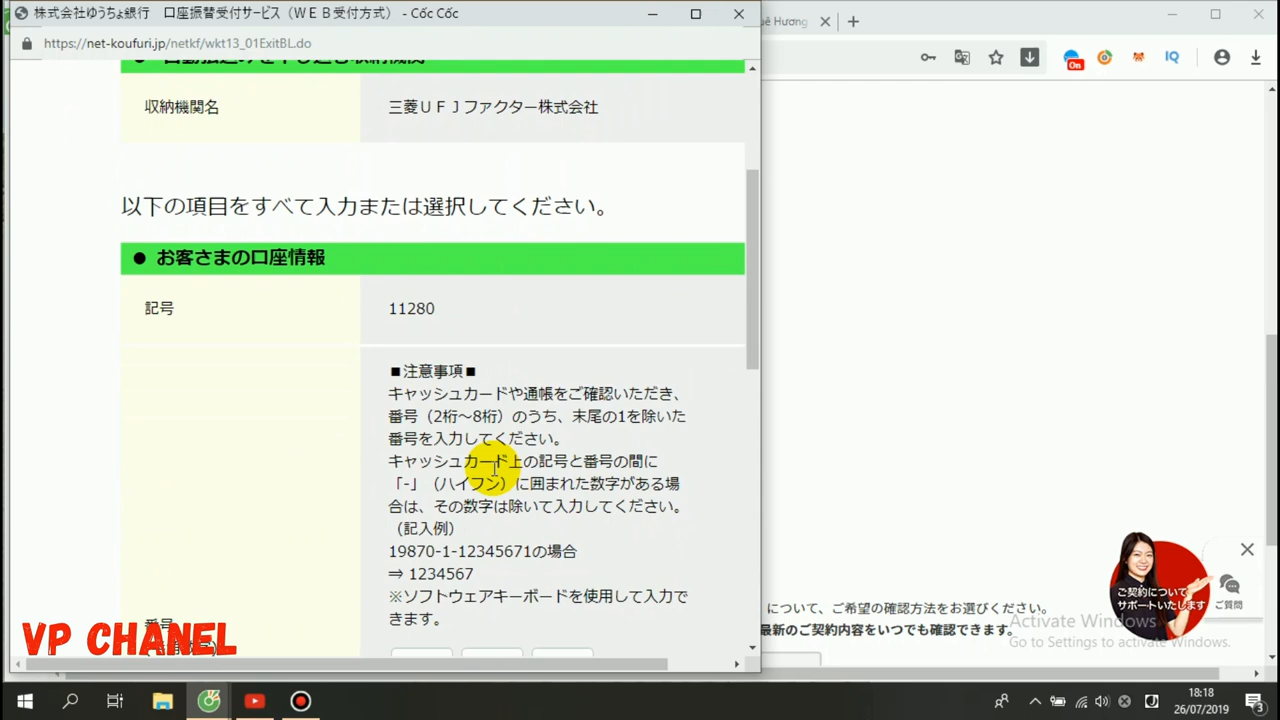 株式会社ゆうちょ銀行　口座振替受付サービス（ＷＥＢ受付方式） - Cốc Cốc
uê Hương
https://net-koufuri.jp/netkf/wkt13_01ExitBL.do
On
IQ
収納機関名
三菱ＵＦＪファクター株式会社
以下の項目をすべて入力または選択してください。
● お客さまの口座情報
記号
11280
■注意事項■
キャッシュカードや通帳をご確認いただき、
番号（2桁～8桁）のうち、末尾の1を除いた
番号を入力してください。
キャッシュカード上の記号と番号の間に
「-」（ハイフン）に囲まれた数字がある場
合は、その数字は除いて入力してください。
（記入例）
19870-1-12345671の場合
⇒ 1234567
※ソフトウェアキーボードを使用して入力で
きます。
番号
ご契約について
サポートいたします
ご質問
について、ご希望の確認方法をお選びください。
最新のご契約内容をいつでも確認できます。
Activate Windows
Go to Settings to activate Windows.
VP CHANEL
18:18
26/07/2019
3